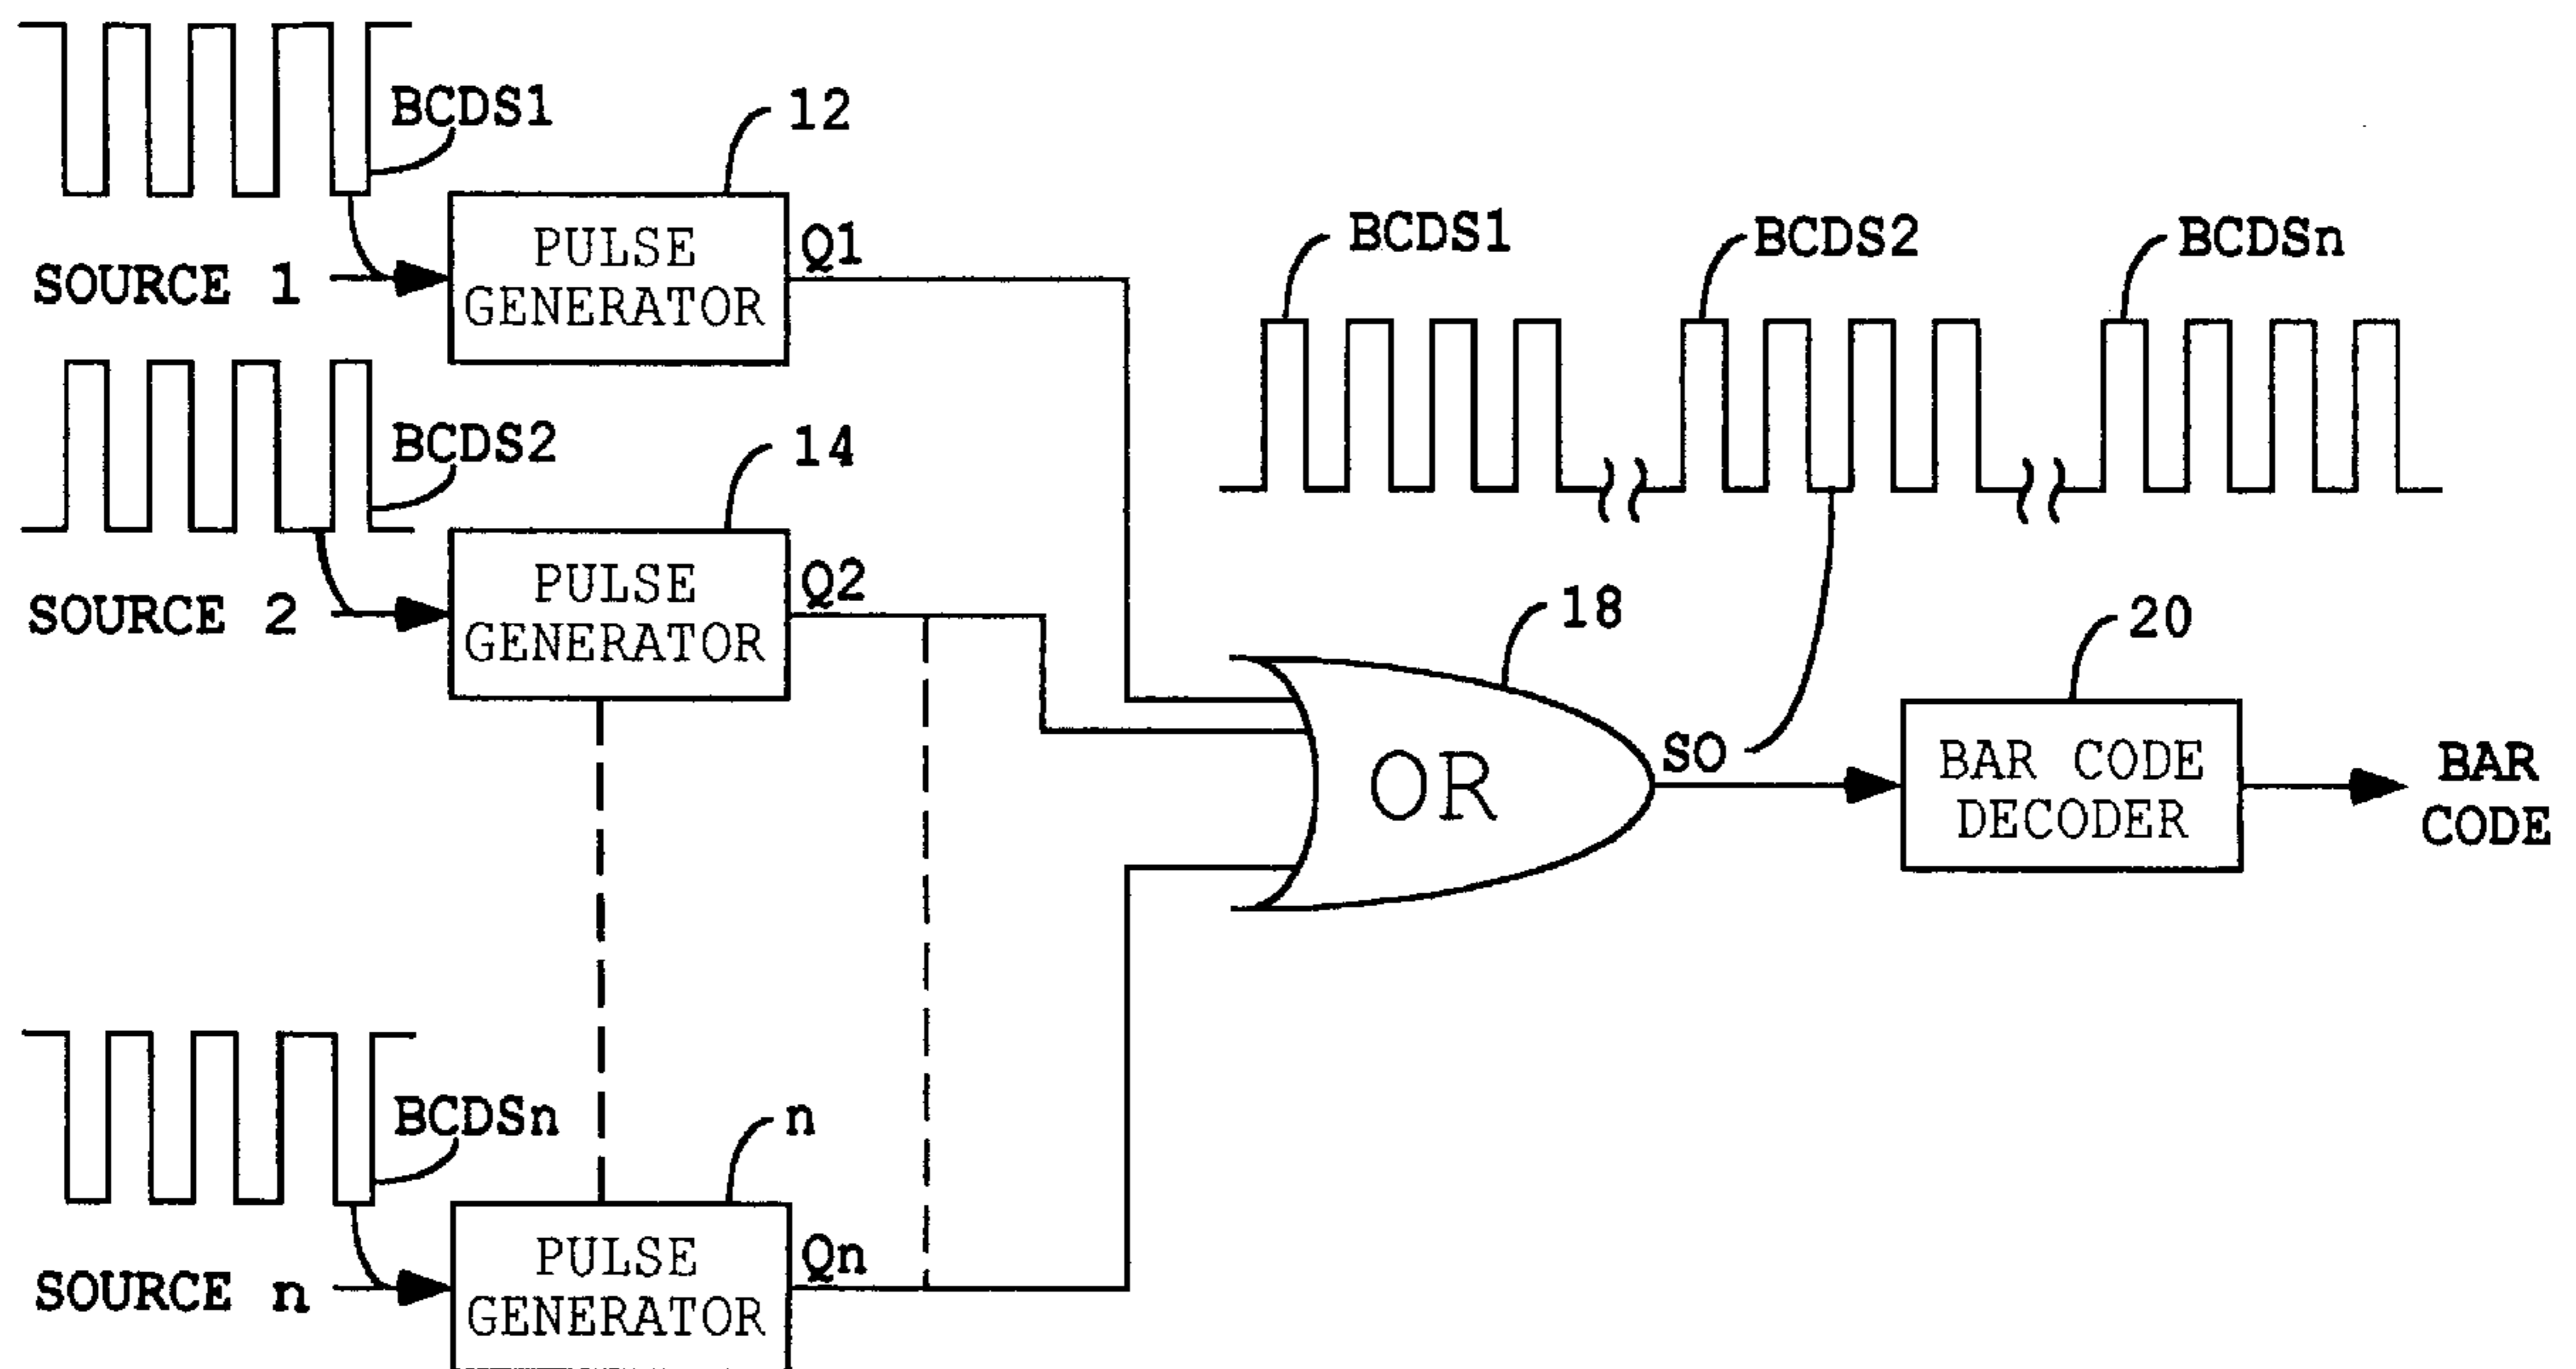 BCDS1
12
PULSE
GENERATOR
Q1
SOURCE 1
BCDS1
BCDS2
BCDSn
BCDS2
14
PULSE
GENERATOR
Q2
SOURCE 2
18
OR
SO
20
BAR CODE
DECODER
BAR
CODE
BCDSn
n
PULSE
GENERATOR
Qn
SOURCE n